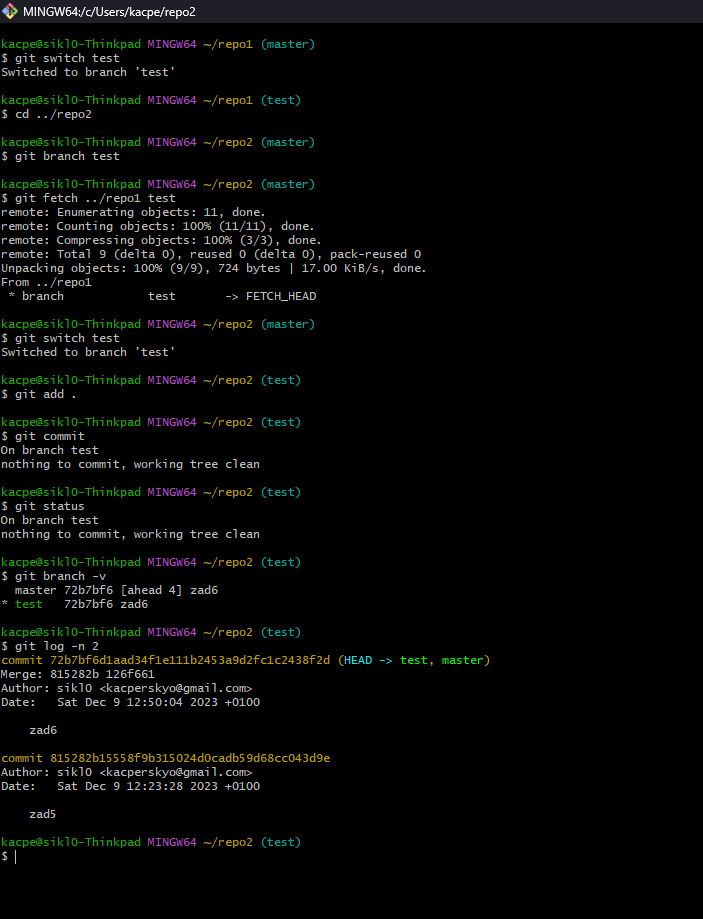 MINGW64:/c/Users/kacpe/repo2
kacpe@sikl0-Thinkpad MINGW64 ~/repo1 (master)
$ git switch test
Switched to branch 'test'
kacpe@sikl0-Thinkpad MINGW64 ~/repo1 (test)
$ cd ../repo2
kacpe@sikl0-Thinkpad MINGW64 ~/repo2 (master)
$ git branch test
kacpe@sikl0-Thinkpad MINGW64 ~/repo2 (master)
$ git fetch ../repo1 test
remote: Enumerating objects: 11, done.
remote: Counting objects: 100% (11/11), done.
remote: Compressing objects: 100% (3/3), done.
remote: Total 9 (delta 0), reused 0 (delta 0), pack-reused 0
Unpacking objects: 100% (9/9), 724 bytes | 17.00 KiB/s, done.
From ../repo1
 * branch            test       -> FETCH_HEAD
kacpe@sikl0-Thinkpad MINGW64 ~/repo2 (master)
$ git switch test
Switched to branch 'test'
kacpe@sikl0-Thinkpad MINGW64 ~/repo2 (test)
$ git add .
kacpe@sikl0-Thinkpad MINGW64 ~/repo2 (test)
$ git commit
On branch test
nothing to commit, working tree clean
kacpe@sikl0-Thinkpad MINGW64 ~/repo2 (test)
$ git status
On branch test
nothing to commit, working tree clean
kacpe@sikl0-Thinkpad MINGW64 ~/repo2 (test)
$ git branch -v
  master 72b7bf6 [ahead 4] zad6
* test   72b7bf6 zad6
kacpe@sikl0-Thinkpad MINGW64 ~/repo2 (test)
$ git log -n 2
commit 72b7bf6d1aad34f1e111b2453a9d2fc1c2438f2d (HEAD -> test, master)
Merge: 815282b 126f661
Author: sikl0 <kacperskyo@gmail.com>
Date:   Sat Dec 9 12:50:04 2023 +0100
    zad6
commit 815282b15558f9b315024d0cadb59d68cc043d9e
Author: sikl0 <kacperskyo@gmail.com>
Date:   Sat Dec 9 12:23:28 2023 +0100
    zad5
kacpe@sikl0-Thinkpad MINGW64 ~/repo2 (test)
$